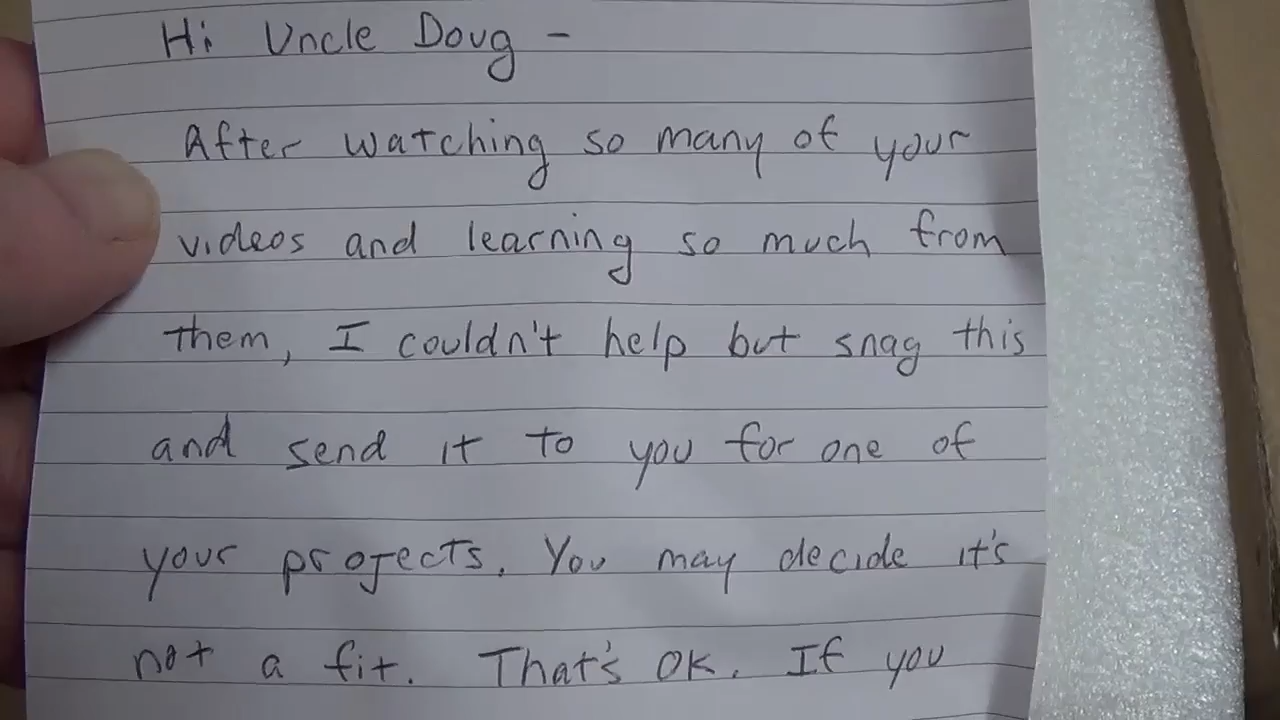 Hi Uncle Doug -
After watching so many of your
videos and learning so much from
them, I couldn't help but snag this
and send it to you for one of
your projects. You may decide it's
not a fit. That's OK. If you